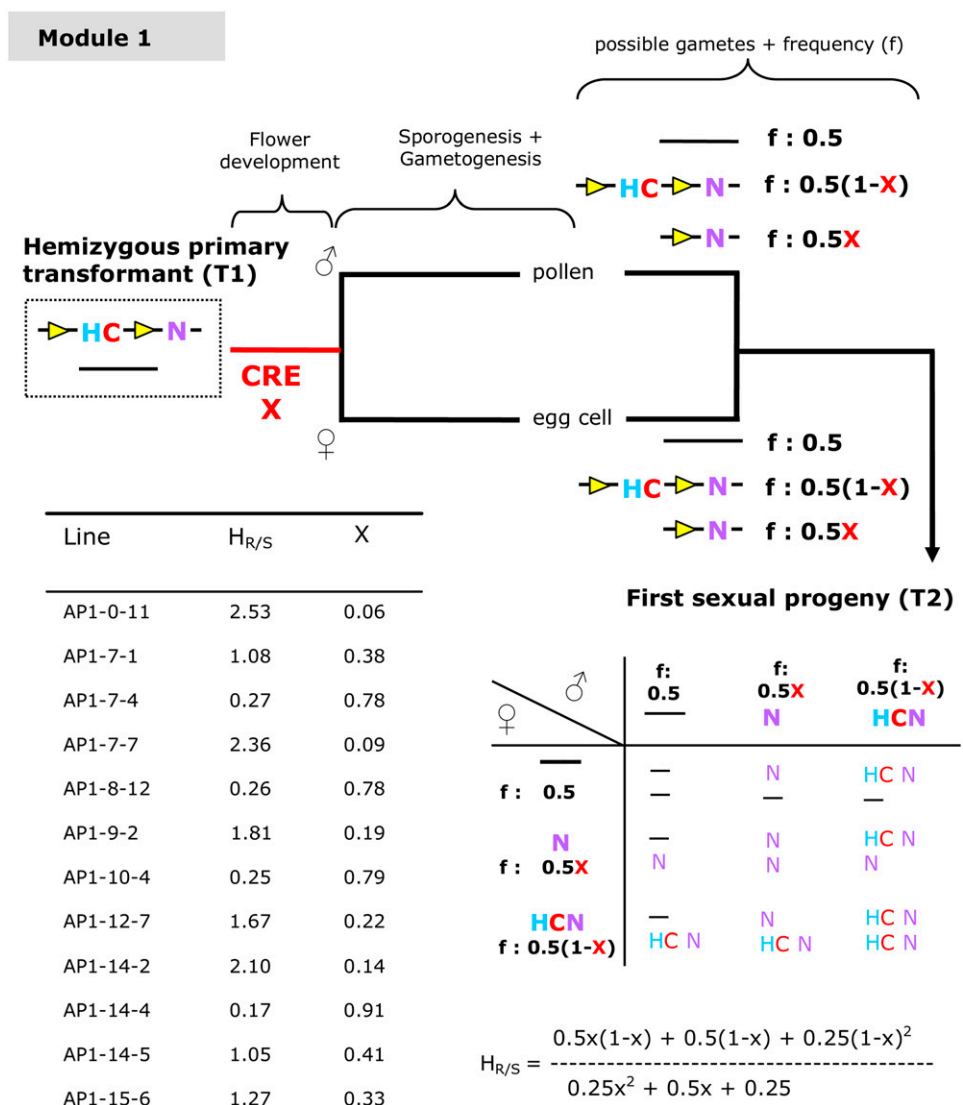 Module 1
possible gametes + frequency (f)
Flower
development
Sporogenesis +
Gametogenesis
f : 0.5
HC N f : 0.5(1-X)
N f : 0.5X
Hemizygous primary
transformant (T1)
♂
pollen
HC N
CRE
X
♀
egg cell
f : 0.5
HC N f : 0.5(1-X)
N f : 0.5X
First sexual progeny (T2)
Line H_R/S X
AP1-0-11 2.53 0.06
AP1-7-1 1.08 0.38
AP1-7-4 0.27 0.78
AP1-7-7 2.36 0.09
AP1-8-12 0.26 0.78
AP1-9-2 1.81 0.19
AP1-10-4 0.25 0.79
AP1-12-7 1.67 0.22
AP1-14-2 2.10 0.14
AP1-14-4 0.17 0.91
AP1-14-5 1.05 0.41
AP1-15-6 1.27 0.33
♀ ♂
f: f: f:
0.5 0.5X 0.5(1-X)
N HCN
N HC N
f : 0.5
N N HC N
f : 0.5X N N N
HCN N HC N
f : 0.5(1-X) HC N HC N HC N
0.5x(1-x) + 0.5(1-x) + 0.25(1-x)²
H_R/S = ------------------------------------
0.25x² + 0.5x + 0.25